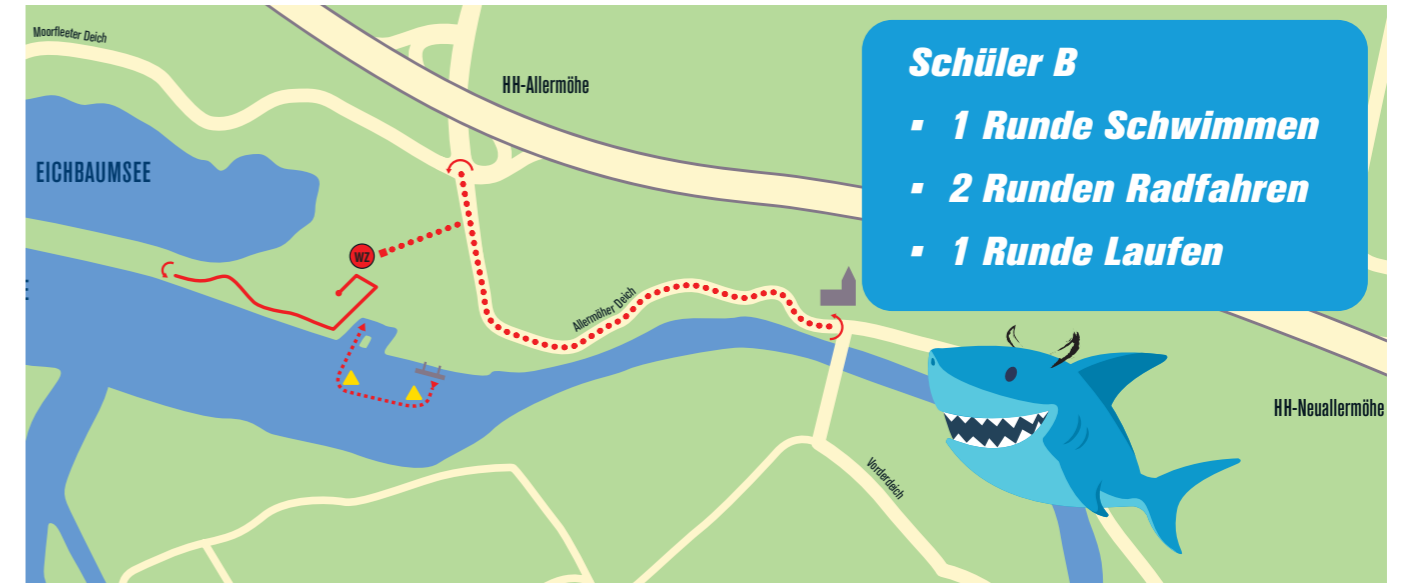 Moorfleeter Deich
HH-Allermöhe
EICHBAUMSEE
WZ
Allermöher Deich
Vorderdeich
HH-Neuallermöhe
Schüler B
▪ 1 Runde Schwimmen
▪ 2 Runden Radfahren
▪ 1 Runde Laufen